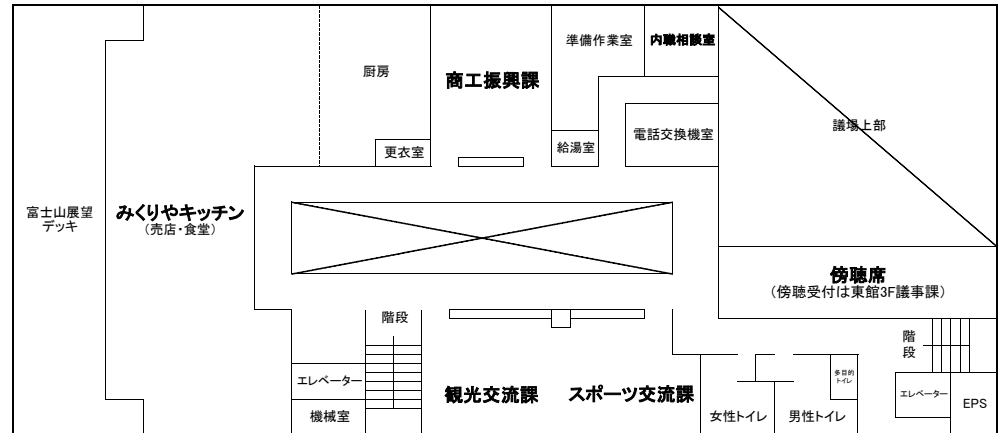 準備作業室
内職相談室
厨房
商工振興課
議場上部
電話交換機室
更衣室
給湯室
富士山展望
デッキ
みくりやキッチン
(売店・食堂)
傍聴席
(傍聴受付は東館3F議事課)
階段
階
段
エレベーター
多目的
トイレ
観光交流課
スポーツ交流課
エレベーター
EPS
機械室
女性トイレ
男性トイレ